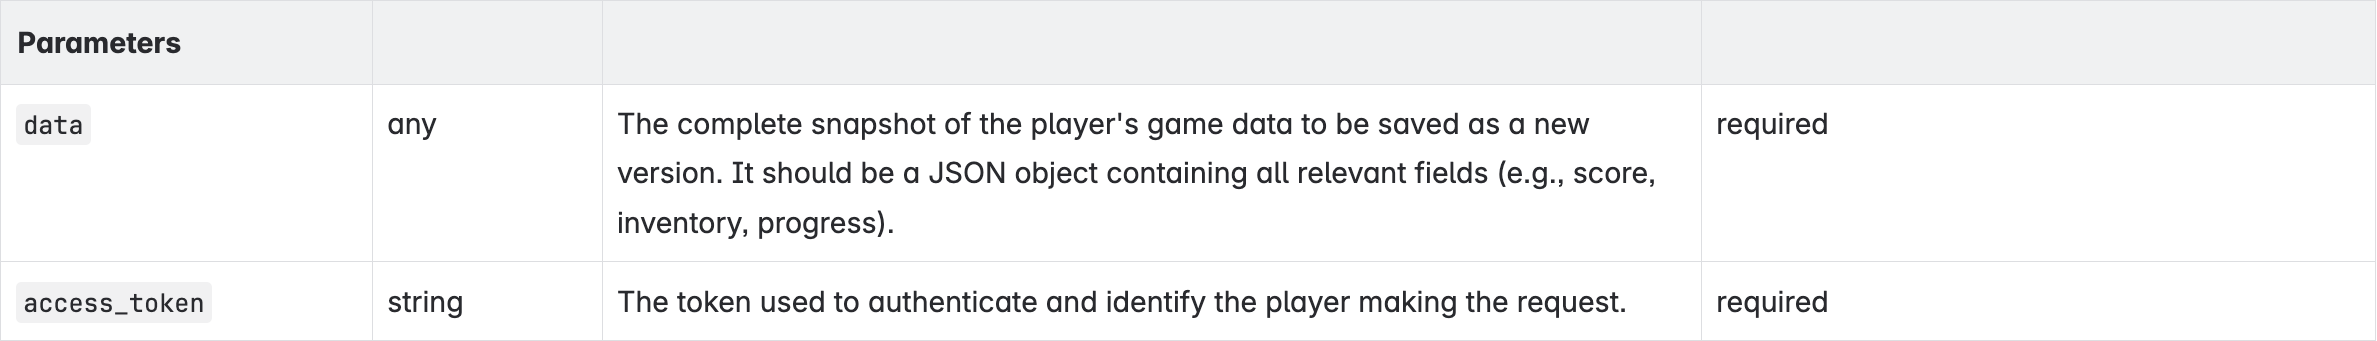 Parameters
data any The complete snapshot of the player's game data to be saved as a new required
version. It should be a JSON object containing all relevant fields (e.g., score,
inventory, progress).
access_token string The token used to authenticate and identify the player making the request. required